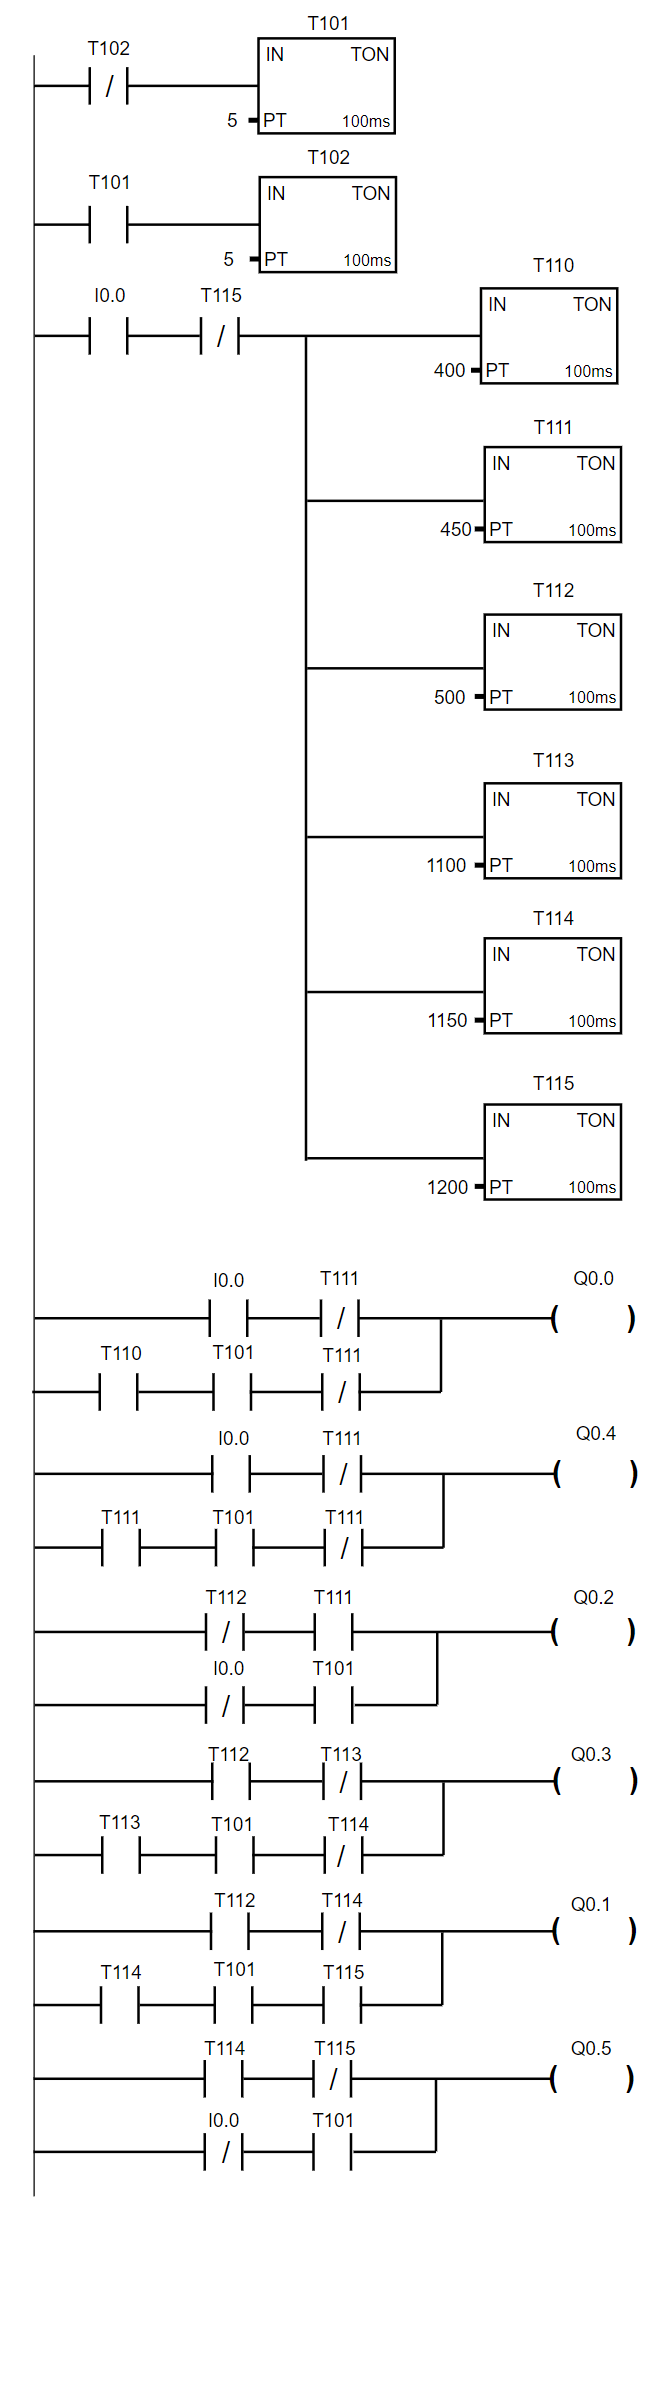 T101
T102
IN TON
5 PT 100ms
T102
T101
IN TON
5 PT 100ms
T110
I0.0 T115
IN TON
400 PT 100ms
T111
IN TON
450 PT 100ms
T112
IN TON
500 PT 100ms
T113
IN TON
1100 PT 100ms
T114
IN TON
1150 PT 100ms
T115
IN TON
1200 PT 100ms
I0.0 T111 Q0.0
T110 T101 T111
I0.0 T111 Q0.4
T111 T101 T111
T112 T111 Q0.2
I0.0 T101
T112 T113 Q0.3
T113 T101 T114
T112 T114 Q0.1
T114 T101 T115
T114 T115 Q0.5
I0.0 T101